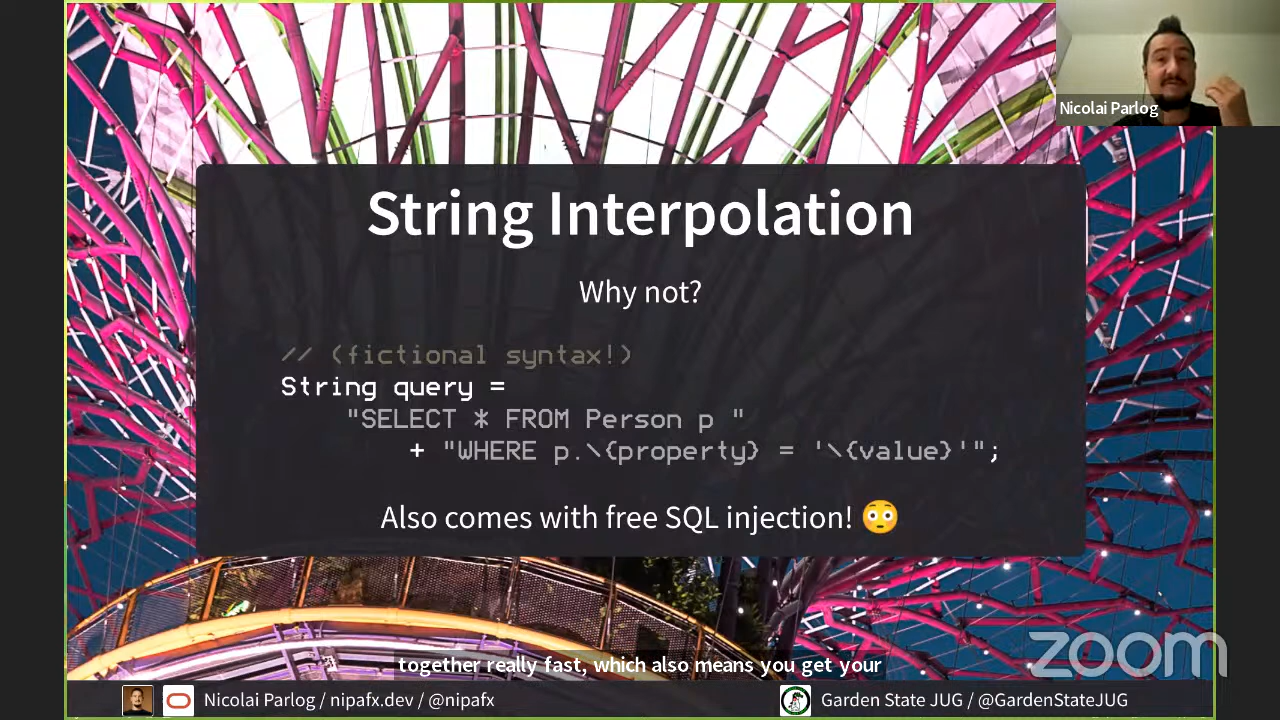 Nicolai Parlog
String Interpolation
Why not?
// (fictional syntax!)
String query =
"SELECT * FROM Person p "
+ "WHERE p.\{property} = '\{value}'";
Also comes with free SQL injection! 😳
together really fast, which also means you get your
zoom
Nicolai Parlog / nipafx.dev / @nipafx
Garden State JUG / @GardenStateJUG